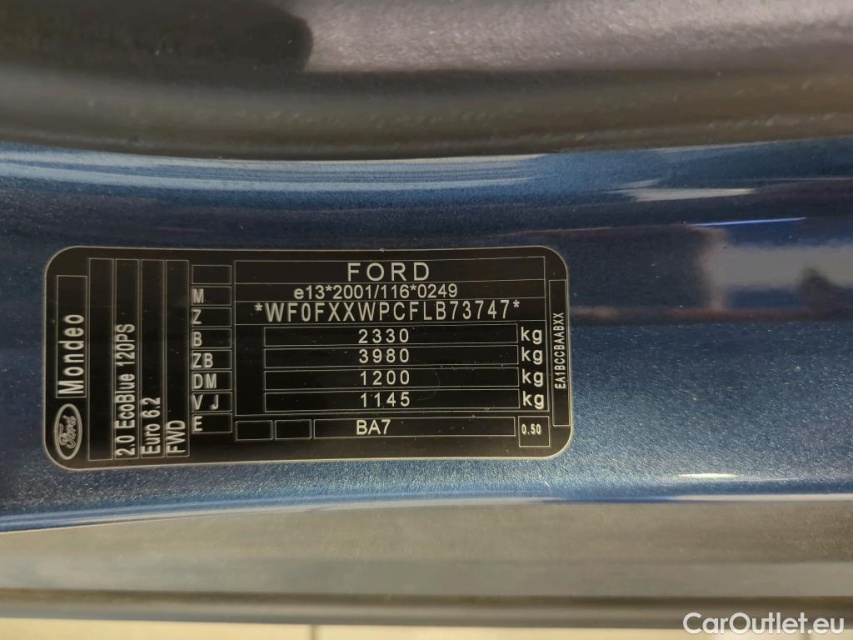 FORD
e13*2001/116*0249
*WF0FXXWPCFLB73747*
2330 kg
3980 kg
1200 kg
1145 kg
BA7
0.50
M
Z
B
ZB
DM
V J
E
Ford
Mondeo
2.0 EcoBlue 120PS
Euro 6.2
FWD
EA1BCCBAABXX
CarOutlet.eu